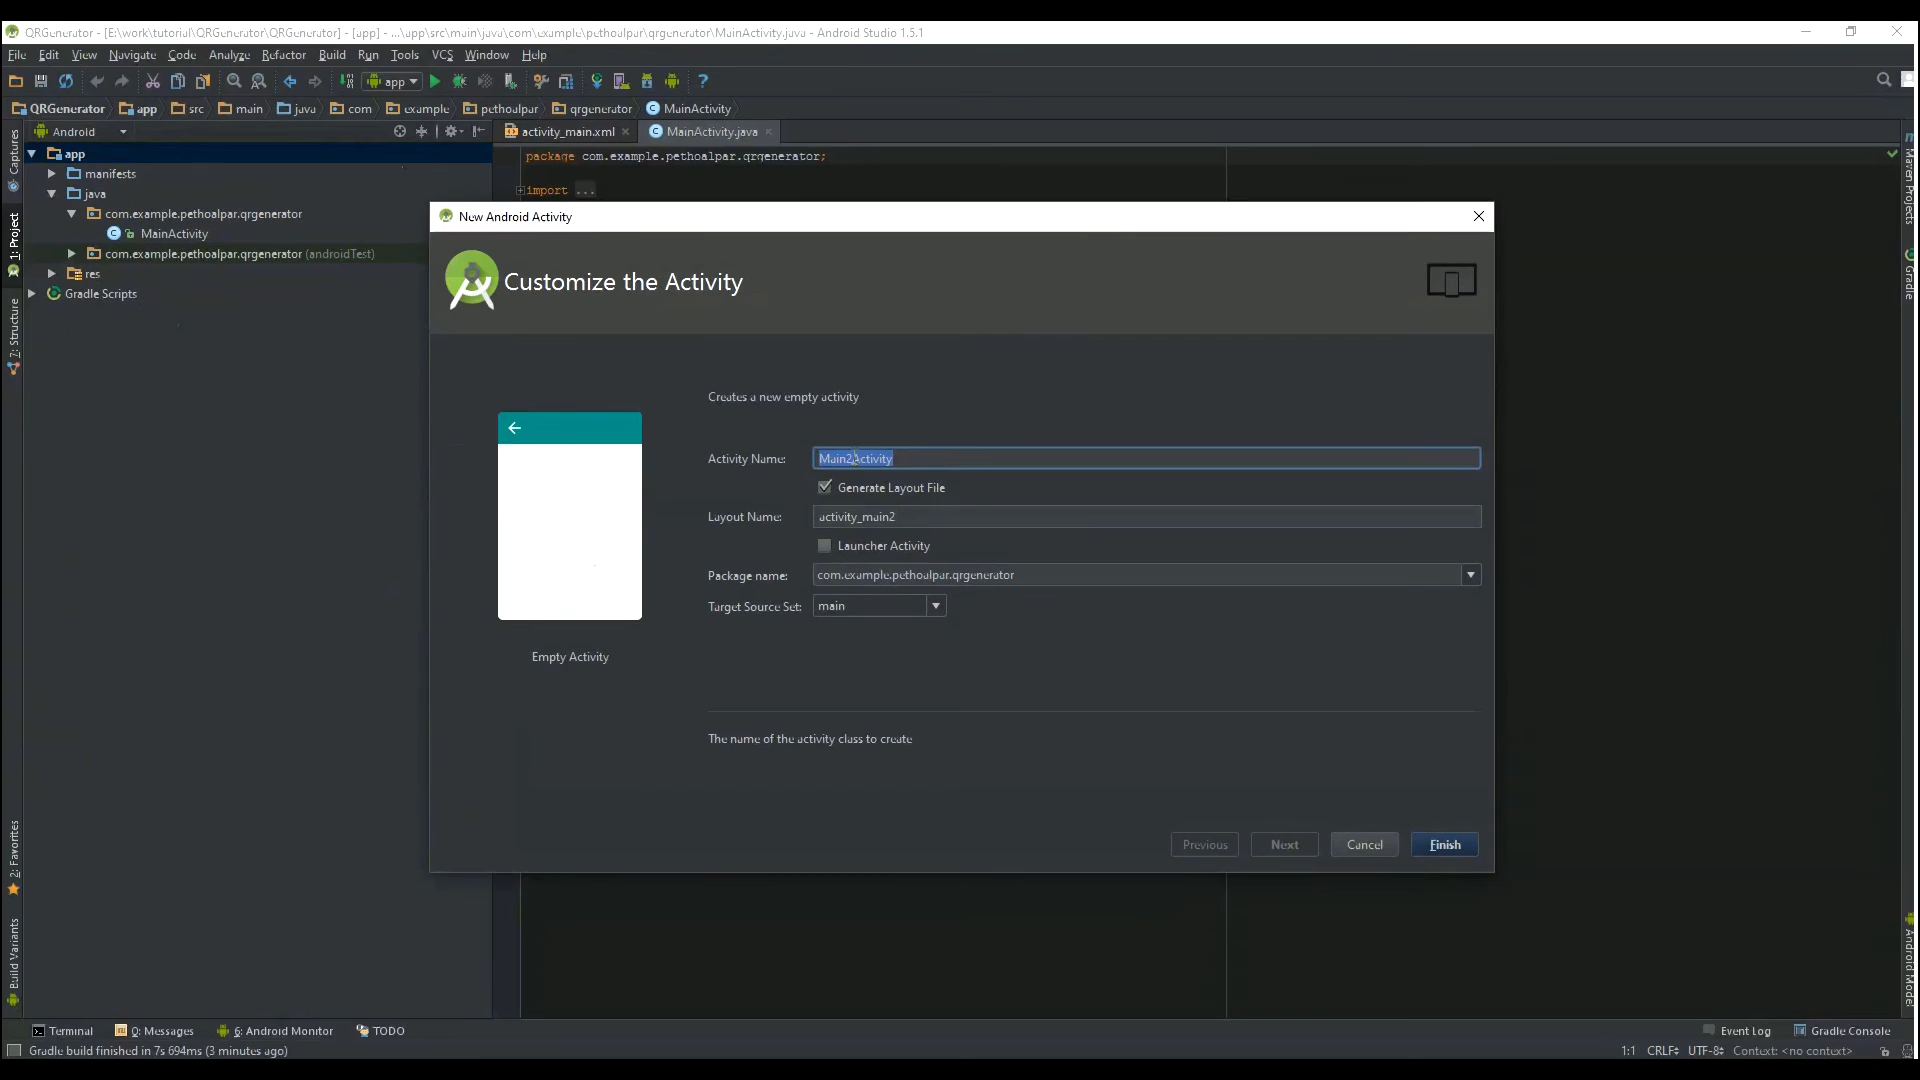 QRGenerator - [E:\work\tutorial\QRGenerator\QRGenerator] - [app] - ...\app\src\main\java\com\example\pethoalpar\qrgenerator\MainActivity.java - Android Studio 1.5.1
File Edit View Navigate Code Analyze Refactor Build Run Tools VCS Window Help
app
QRGenerator app src main java com example pethoalpar qrgenerator MainActivity
Android
activity_main.xml MainActivity.java
Captures
1: Project
7: Structure
2: Favorites
Build Variants
app
manifests
java
com.example.pethoalpar.qrgenerator
MainActivity
com.example.pethoalpar.qrgenerator (androidTest)
res
Gradle Scripts
package com.example.pethoalpar.qrgenerator;
import ...
Maven Projects
Gradle
Android Model
New Android Activity
Customize the Activity
Creates a new empty activity
Activity Name: Main2Activity
Generate Layout File
Layout Name: activity_main2
Launcher Activity
Package name: com.example.pethoalpar.qrgenerator
Target Source Set: main
Empty Activity
The name of the activity class to create
Previous Next Cancel Finish
Terminal 0: Messages 6: Android Monitor TODO Event Log Gradle Console
Gradle build finished in 7s 694ms (3 minutes ago) 1:1 CRLF UTF-8 Context: <no context>